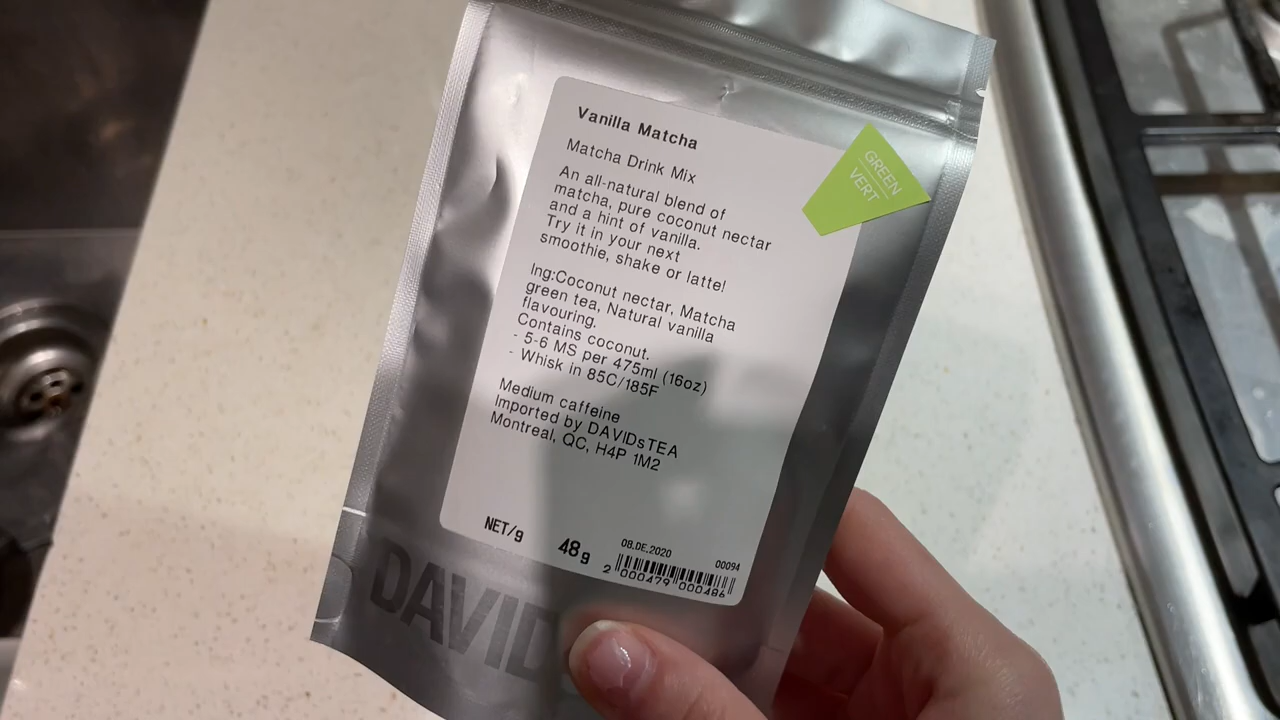 Vanilla Matcha
Matcha Drink Mix
An all-natural blend of
matcha, pure coconut nectar
and a hint of vanilla.
Try it in your next
smoothie, shake or latte!
Ing:Coconut nectar, Matcha
green tea, Natural vanilla
flavouring.
Contains coconut.
- 5-6 MS per 475ml (16oz)
- Whisk in 85C/185F
Medium caffeine
Imported by DAVIDsTEA
Montreal, QC, H4P 1M2
NET/g 48g
08.DE.2020 00094
2 000479 000486
GREEN
VERT
DAVID